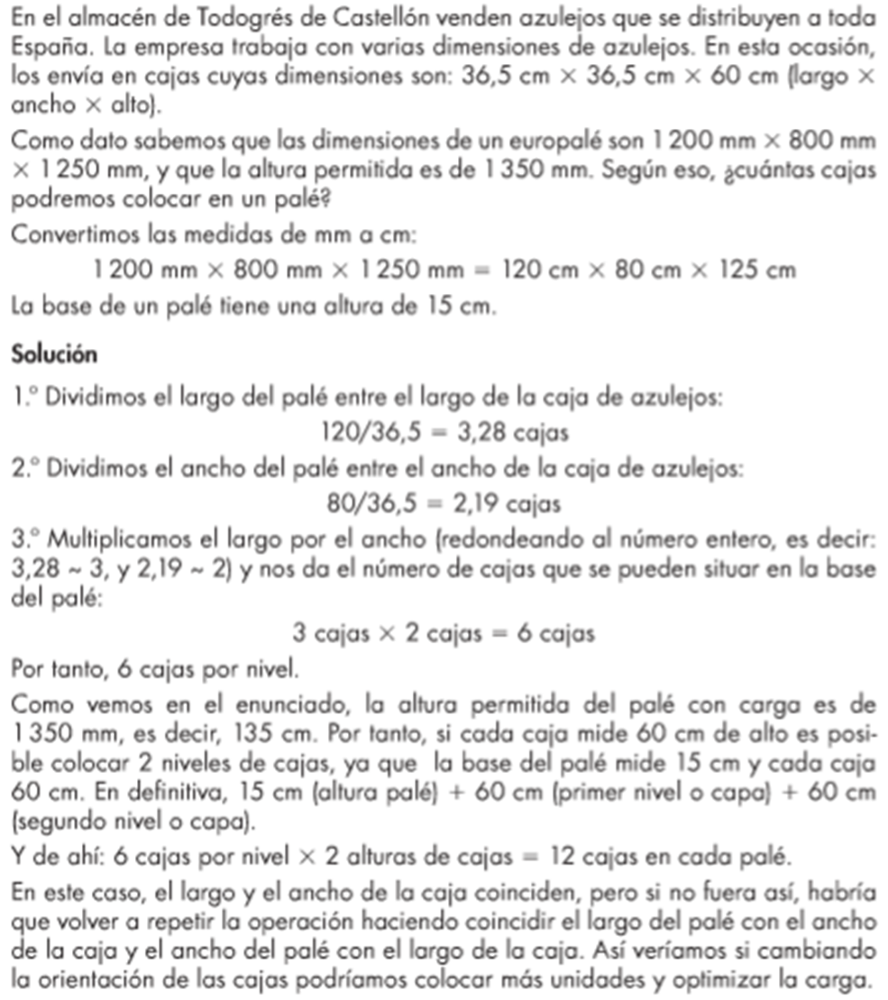 En el almacén de Todogrés de Castellón venden azulejos que se distribuyen a toda
España. La empresa trabaja con varias dimensiones de azulejos. En esta ocasión,
los envía en cajas cuyas dimensiones son: 36,5 cm × 36,5 cm × 60 cm (largo ×
ancho × alto).
Como dato sabemos que las dimensiones de un europalé son 1 200 mm × 800 mm
× 1 250 mm, y que la altura permitida es de 1 350 mm. Según eso, ¿cuántas cajas
podremos colocar en un palé?
Convertimos las medidas de mm a cm:
1 200 mm × 800 mm × 1 250 mm = 120 cm × 80 cm × 125 cm
La base de un palé tiene una altura de 15 cm.
Solución
1.º Dividimos el largo del palé entre el largo de la caja de azulejos:
120/36,5 = 3,28 cajas
2.º Dividimos el ancho del palé entre el ancho de la caja de azulejos:
80/36,5 = 2,19 cajas
3.º Multiplicamos el largo por el ancho (redondeando al número entero, es decir:
3,28 ~ 3, y 2,19 ~ 2) y nos da el número de cajas que se pueden situar en la base
del palé:
3 cajas × 2 cajas = 6 cajas
Por tanto, 6 cajas por nivel.
Como vemos en el enunciado, la altura permitida del palé con carga es de
1 350 mm, es decir, 135 cm. Por tanto, si cada caja mide 60 cm de alto es posi-
ble colocar 2 niveles de cajas, ya que la base del palé mide 15 cm y cada caja
60 cm. En definitiva, 15 cm (altura palé) + 60 cm (primer nivel o capa) + 60 cm
(segundo nivel o capa).
Y de ahí: 6 cajas por nivel × 2 alturas de cajas = 12 cajas en cada palé.
En este caso, el largo y el ancho de la caja coinciden, pero si no fuera así, habría
que volver a repetir la operación haciendo coincidir el largo del palé con el ancho
de la caja y el ancho del palé con el largo de la caja. Así veríamos si cambiando
la orientación de las cajas podríamos colocar más unidades y optimizar la carga.